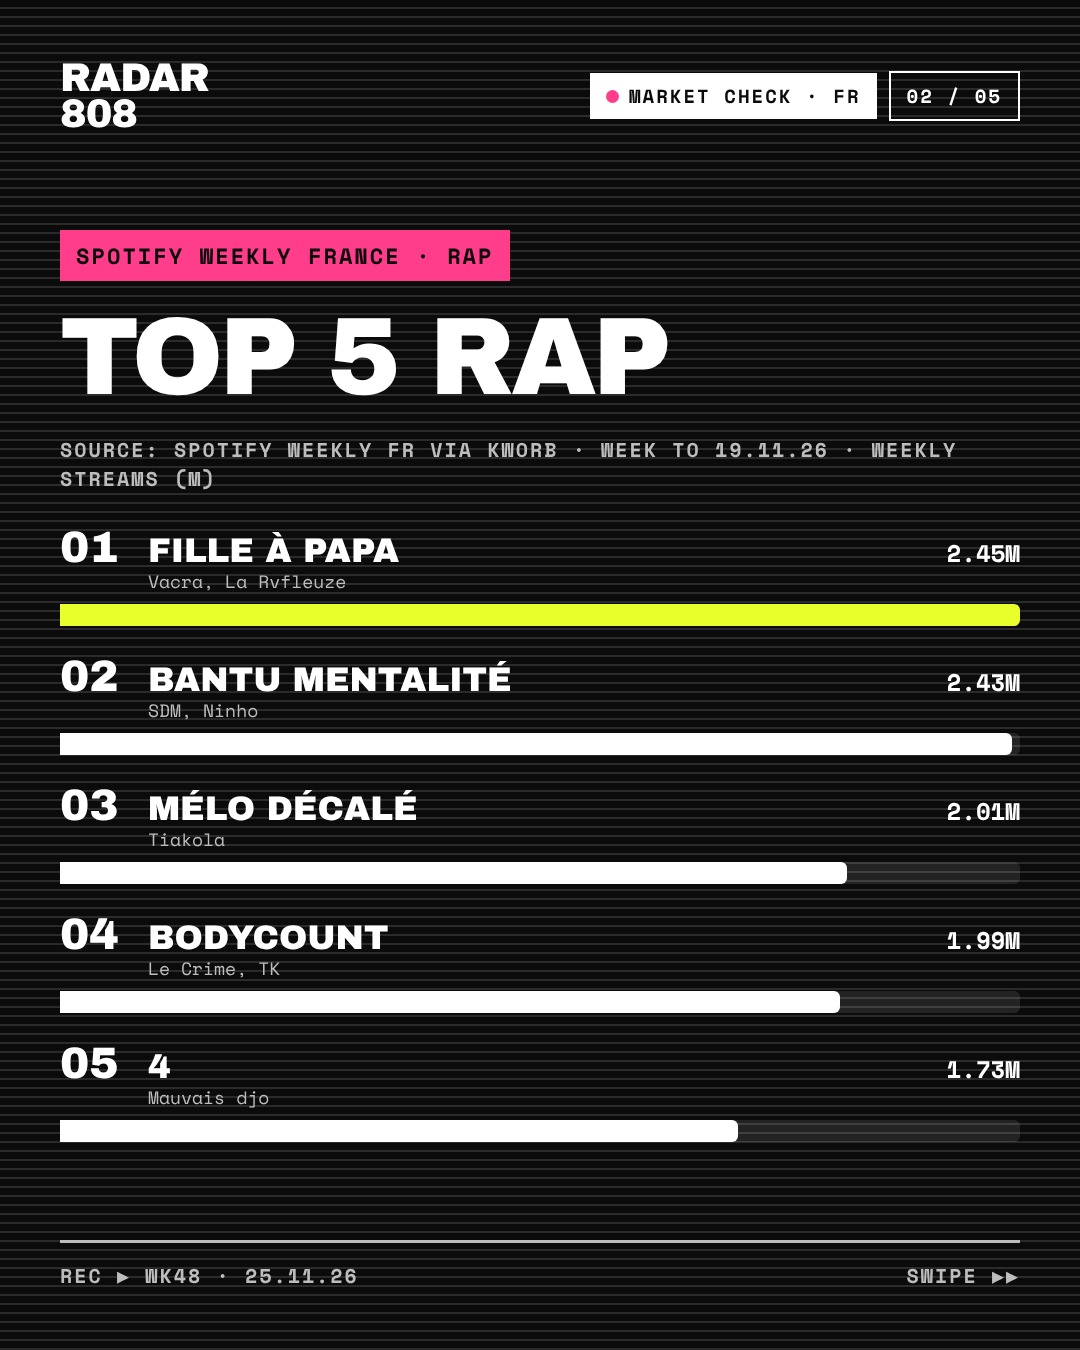 RADAR
808
MARKET CHECK · FR
02 / 05
SPOTIFY WEEKLY FRANCE · RAP
TOP 5 RAP
SOURCE: SPOTIFY WEEKLY FR VIA KWORB · WEEK TO 19.11.26 · WEEKLY
STREAMS (M)
01 FILLE À PAPA 2.45M
Vacra, La Rvfleuze
02 BANTU MENTALITÉ 2.43M
SDM, Ninho
03 MÉLO DÉCALÉ 2.01M
Tiakola
04 BODYCOUNT 1.99M
Le Crime, TK
05 4 1.73M
Mauvais djo
REC ▶ WK48 · 25.11.26
SWIPE ▶▶